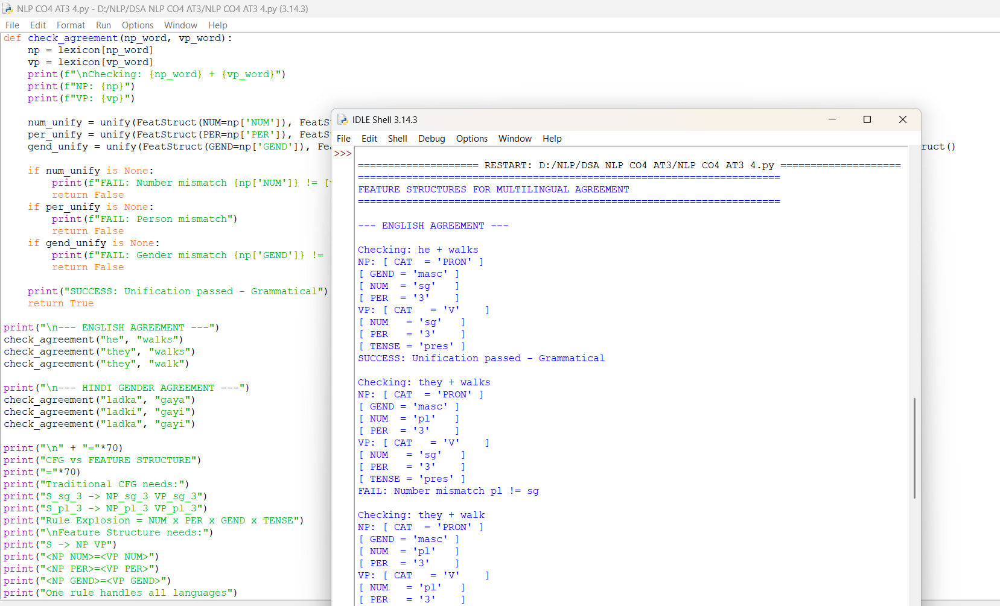 NLP CO4 AT3 4.py - D:/NLP/DSA NLP CO4 AT3/NLP CO4 AT3 4.py (3.14.3)
File Edit Format Run Options Window Help
def check_agreement(np_word, vp_word):
    np = lexicon[np_word]
    vp = lexicon[vp_word]
    print(f"\nChecking: {np_word} + {vp_word}")
    print(f"NP: {np}")
    print(f"VP: {vp}")
    num_unify = unify(FeatStruct(NUM=np['NUM']), FeatS
    per_unify = unify(FeatStruct(PER=np['PER']), FeatS
    gend_unify = unify(FeatStruct(GEND=np['GEND']), Fea
ruct()
    if num_unify is None:
        print(f"FAIL: Number mismatch {np['NUM']} != {v
        return False
    if per_unify is None:
        print(f"FAIL: Person mismatch")
        return False
    if gend_unify is None:
        print(f"FAIL: Gender mismatch {np['GEND']} !=
        return False
    print("SUCCESS: Unification passed - Grammatical")
    return True
print("\n--- ENGLISH AGREEMENT ---")
check_agreement("he", "walks")
check_agreement("they", "walks")
check_agreement("they", "walk")
print("\n--- HINDI GENDER AGREEMENT ---")
check_agreement("ladka", "gaya")
check_agreement("ladki", "gayi")
check_agreement("ladka", "gayi")
print("\n" + "="*70)
print("CFG vs FEATURE STRUCTURE")
print("="*70)
print("Traditional CFG needs:")
print("S_sg_3 -> NP_sg_3 VP_sg_3")
print("S_pl_3 -> NP_pl_3 VP_pl_3")
print("Rule Explosion = NUM x PER x GEND x TENSE")
print("\nFeature Structure needs:")
print("S -> NP VP")
print("<NP NUM>=<VP NUM>")
print("<NP PER>=<VP PER>")
print("<NP GEND>=<VP GEND>")
print("One rule handles all languages")
IDLE Shell 3.14.3
File Edit Shell Debug Options Window Help
>>>
==================== RESTART: D:/NLP/DSA NLP CO4 AT3/NLP CO4 AT3 4.py ====================
======================================================================
FEATURE STRUCTURES FOR MULTILINGUAL AGREEMENT
======================================================================
--- ENGLISH AGREEMENT ---
Checking: he + walks
NP: [ CAT  = 'PRON' ]
[ GEND = 'masc' ]
[ NUM  = 'sg'   ]
[ PER  = '3'    ]
VP: [ CAT   = 'V'    ]
[ NUM   = 'sg'   ]
[ PER   = '3'    ]
[ TENSE = 'pres' ]
SUCCESS: Unification passed - Grammatical
Checking: they + walks
NP: [ CAT  = 'PRON' ]
[ GEND = 'masc' ]
[ NUM  = 'pl'   ]
[ PER  = '3'    ]
VP: [ CAT   = 'V'    ]
[ NUM   = 'sg'   ]
[ PER   = '3'    ]
[ TENSE = 'pres' ]
FAIL: Number mismatch pl != sg
Checking: they + walk
NP: [ CAT  = 'PRON' ]
[ GEND = 'masc' ]
[ NUM  = 'pl'   ]
[ PER  = '3'    ]
VP: [ CAT   = 'V'    ]
[ NUM   = 'pl'   ]
[ PER   = '3'    ]